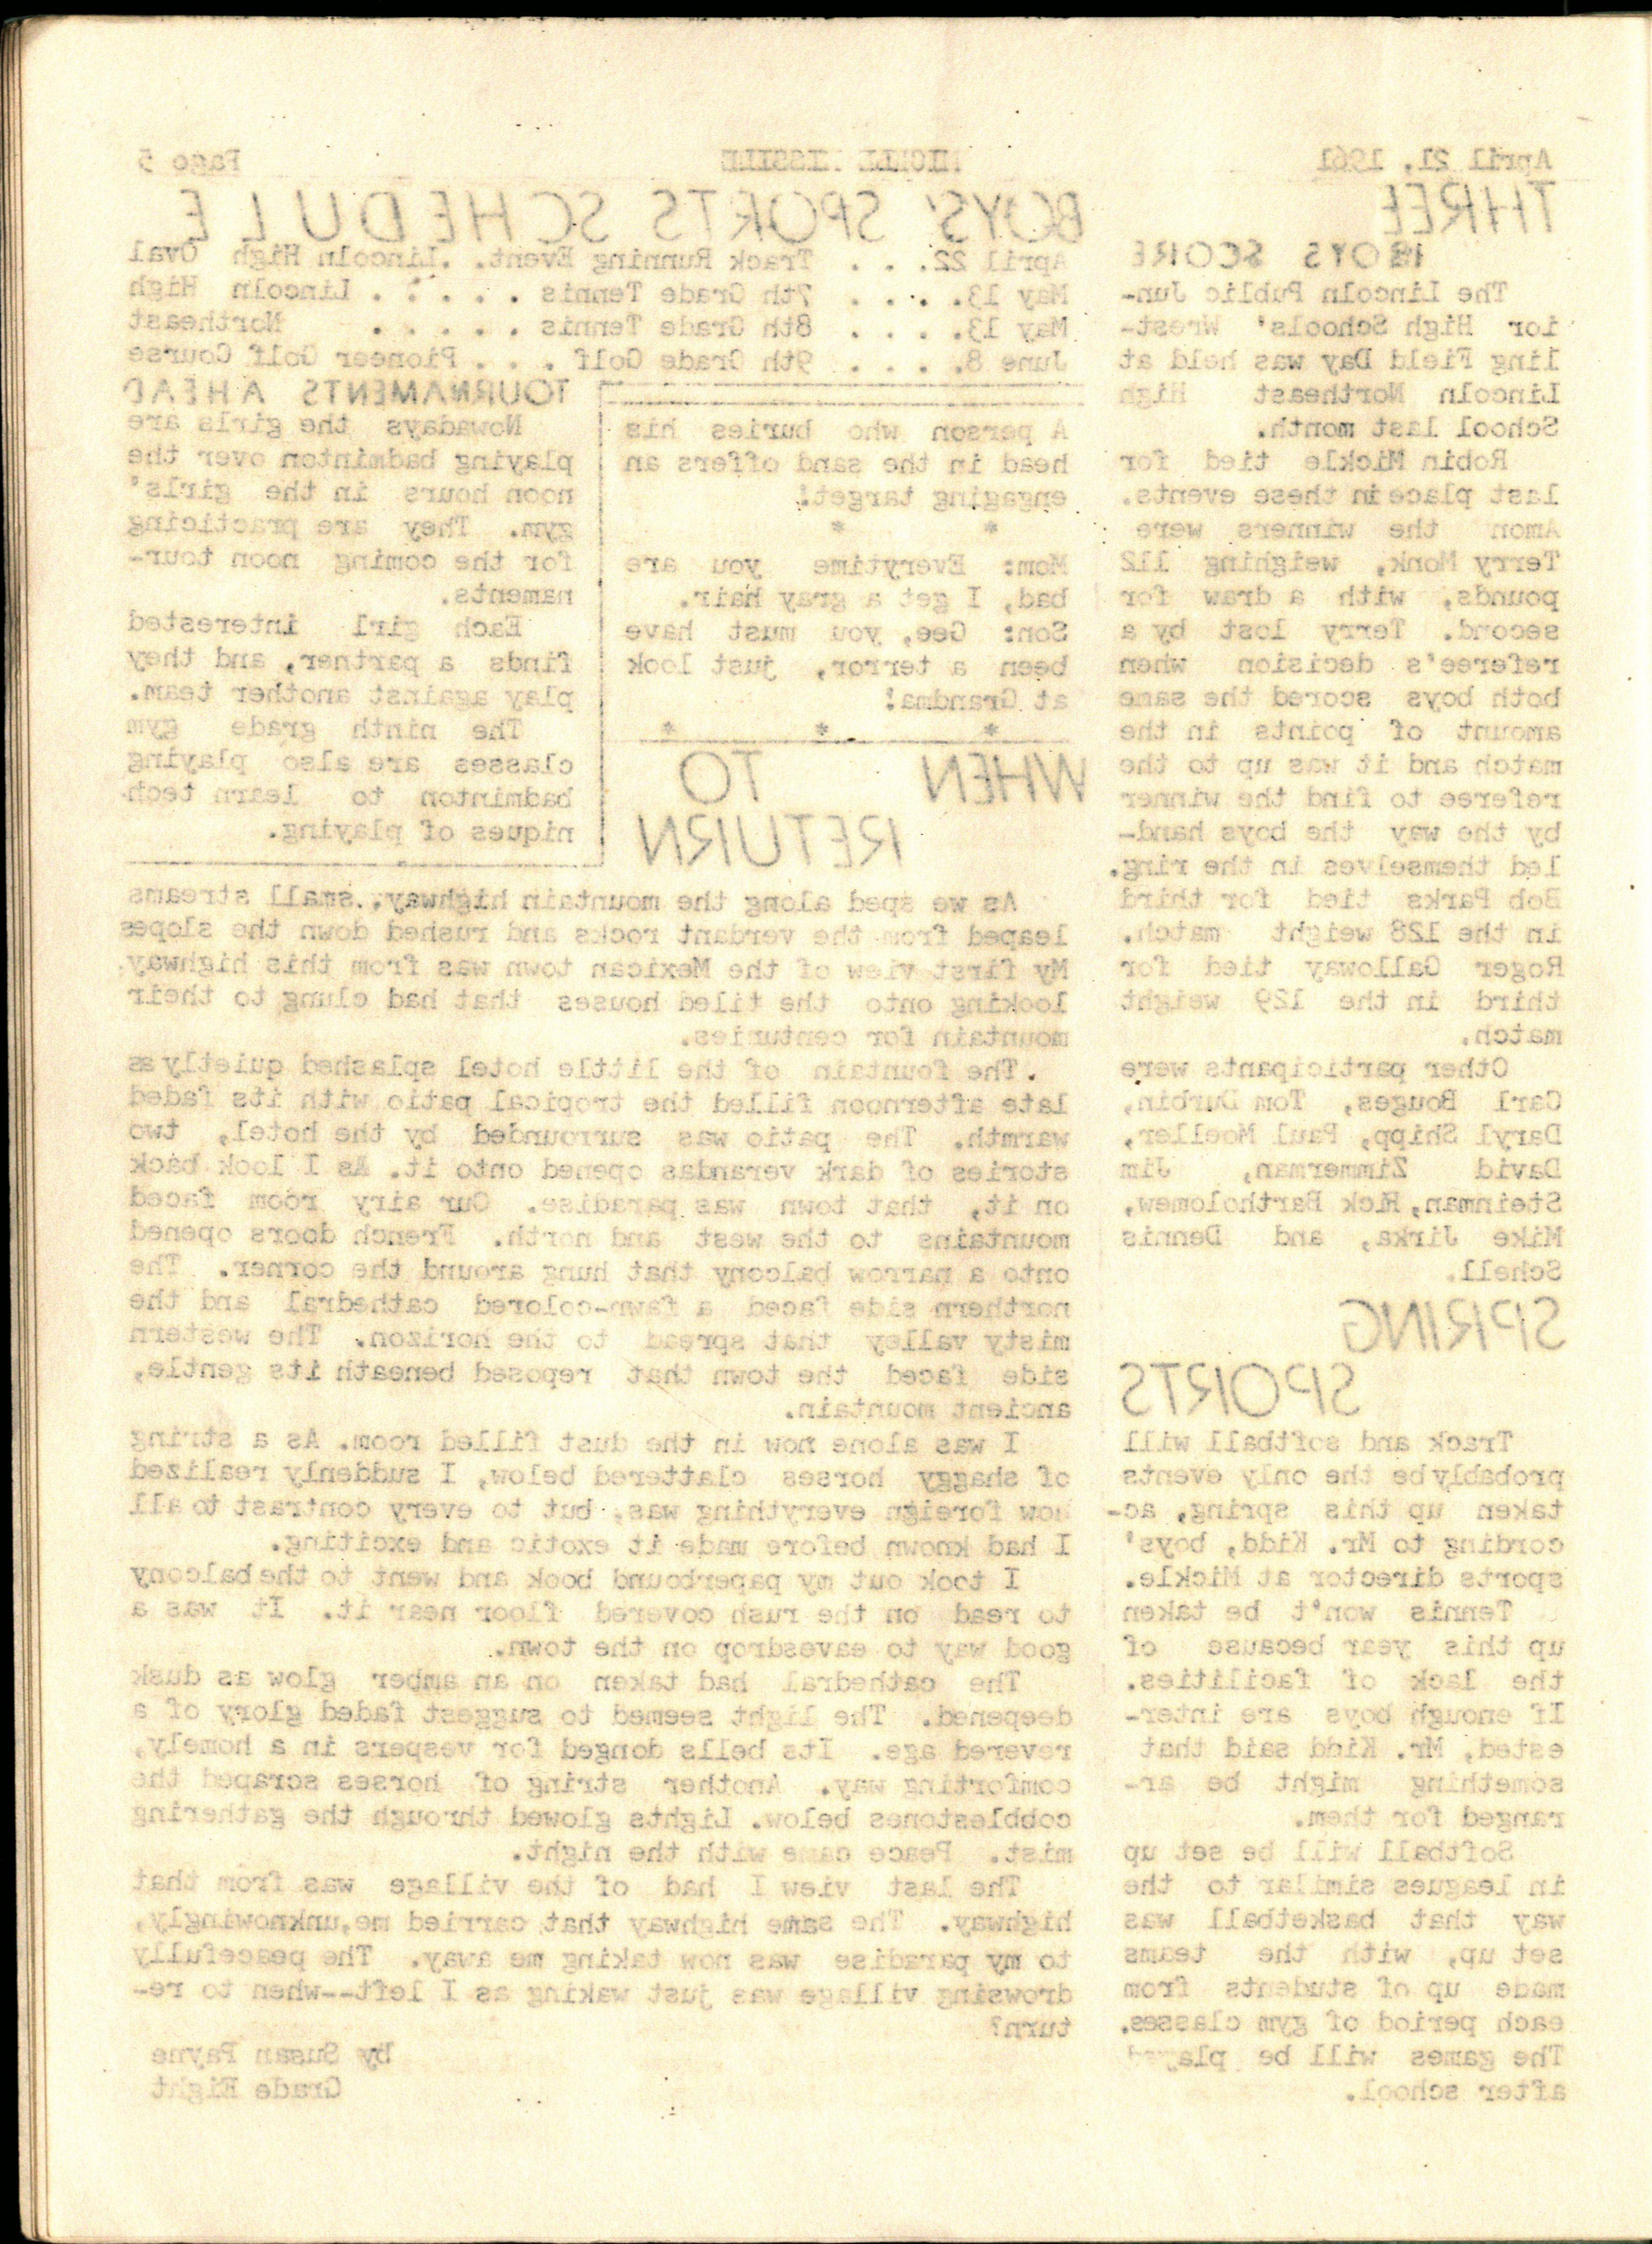 April 21, 1961 MICKLE MISSILE Page 5
THREE
BOYS SCORE
The Lincoln Public Jun-
ior High Schools' Wrest-
ling Field Day was held at
Lincoln Northeast High
School last month.
Robin Mickle tied for
last place in these events.
Amon the winners were
Terry Monk, weighing 112
pounds, with a draw for
second. Terry lost by a
referee's decision when
both boys scored the same
amount of points in the
match and it was up to the
referee to find the winner
by the way the boys hand-
led themselves in the ring.
Bob Parks tied for third
in the 128 weight match.
Roger Galloway tied for
third in the 129 weight
match.
Other participants were
Carl Bouges, Tom Durbin,
Daryl Shipp, Paul Moeller,
David Zimmerman, Jim
Steinman, Rick Bartholomew,
Mike Jirka, and Dennis
Schell.
SPRING
SPORTS
Track and softball will
probably be the only events
taken up this spring, ac-
cording to Mr. Kidd, boys'
sports director at Mickle.
Tennis won't be taken
up this year because of
the lack of facilities.
If enough boys are inter-
ested, Mr. Kidd said that
something might be ar-
ranged for them.
Softball will be set up
in leagues similar to the
way that basketball was
set up, with the teams
made up of students from
each period of gym classes.
The games will be played
after school.
BOYS' SPORTS SCHEDULE
April 22. . . Track Running Event. .Lincoln High Oval
May 13. . . . 7th Grade Tennis . . . . . Lincoln High
May 13. . . . 8th Grade Tennis . . . . . Northeast
June 8. . . . 9th Grade Golf . . . Pioneer Golf Course
A person who buries his
head in the sand offers an
engaging target!
* *
Mom: Everytime you are
bad, I get a gray hair.
Son: Gee, you must have
been a terror, just look
at Grandma!
* * *
TOURNAMENTS AHEAD
Nowadays the girls are
playing badminton over the
noon hours in the girls'
gym. They are practicing
for the coming noon tour-
naments.
Each girl interested
finds a partner, and they
play against another team.
The ninth grade gym
classes are also playing
badminton to learn tech-
niques of playing.
WHEN TO
RETURN
As we sped along the mountain highway, small streams
leaped from the verdant rocks and rushed down the slopes
My first view of the Mexican town was from this highway,
looking onto the tiled houses that had clung to their
mountain for centuries.
The fountain of the little hotel splashed quietly as
late afternoon filled the tropical patio with its faded
warmth. The patio was surrounded by the hotel, two
stories of dark verandas opened onto it. As I look back
on it, that town was paradise. Our airy room faced
mountains to the west and north. French doors opened
onto a narrow balcony that hung around the corner. The
northern side faced a fawn-colored cathedral and the
misty valley that spread to the horizon. The western
side faced the town that reposed beneath its gentle,
ancient mountain.
I was alone now in the dust filled room. As a string
of shaggy horses clattered below, I suddenly realized
how foreign everything was, but to every contrast to all
I had known before made it exotic and exciting.
I took out my paperbound book and went to the balcony
to read on the rush covered floor near it. It was a
good way to eavesdrop on the town.
The cathedral had taken on an amber glow as dusk
deepened. The light seemed to suggest faded glory of a
revered age. Its bells donged for vespers in a homely,
comforting way. Another string of horses scraped the
cobblestones below. Lights glowed through the gathering
mist. Peace came with the night.
The last view I had of the village was from that
highway. The same highway that carried me, unknowingly,
to my paradise was now taking me away. The peacefully
drowsing village was just waking as I left--when to re-
turn?
by Susan Payne
Grade Eight